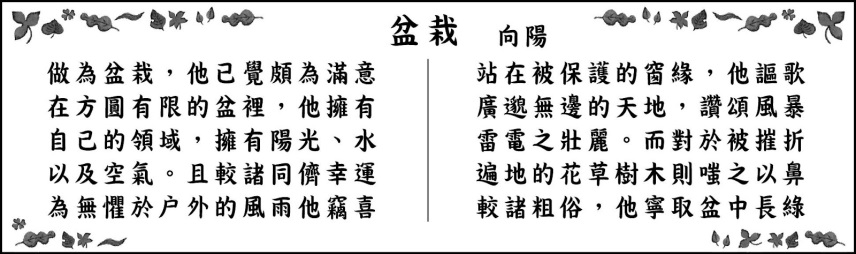 盆栽　向陽
做為盆栽，他已覺頗為滿意
在方圓有限的盆裡，他擁有
自己的領域，擁有陽光、水
以及空氣。且較諸同儕幸運
為無懼於戶外的風雨他竊喜
站在被保護的窗緣，他謳歌
廣邈無邊的天地，讚頌風暴
雷電之壯麗。而對於被摧折
遍地的花草樹木則嗤之以鼻
較諸粗俗，他寧取盆中長綠